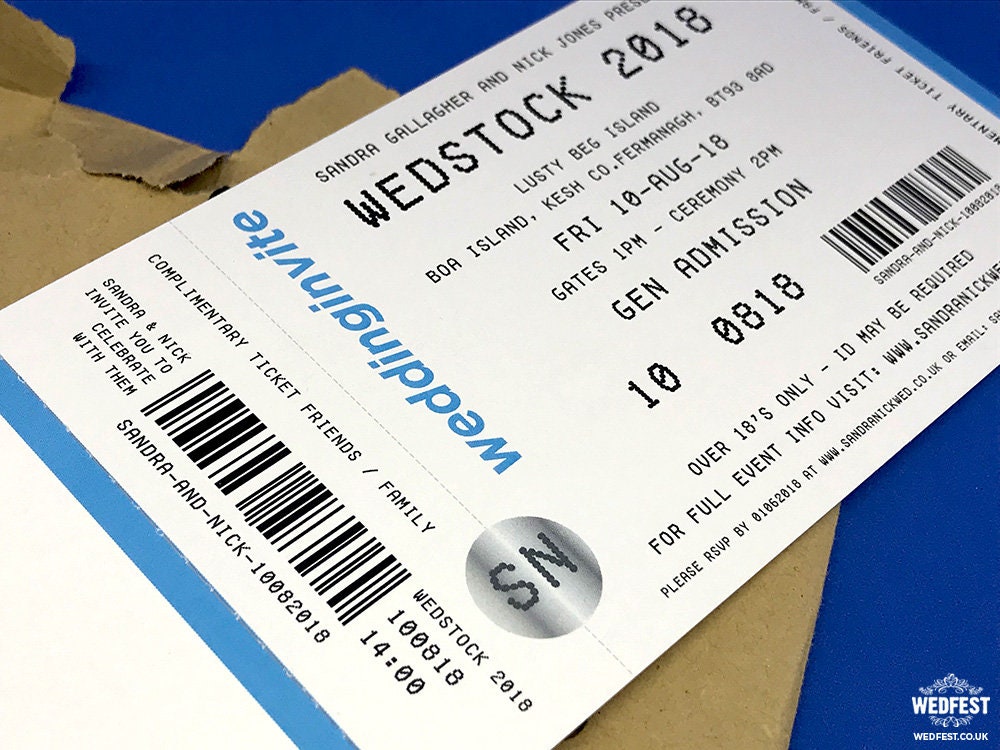 SANDRA GALLAGHER AND NICK JONES
WEDSTOCK 2018
LUSTY BEG ISLAND
BOA ISLAND, KESH CO.FERMANAGH, BT93 8AD
FRI 10-AUG-18
GATES 1PM - CEREMONY 2PM
GEN ADMISSION
10 0818
OVER 18'S ONLY - ID MAY BE REQUIRED
FOR FULL EVENT INFO VISIT:
PLEASE RSVP BY 01062018 AT WWW.SANDRANICKWED.CO.UK OR EMAIL:
weddinginvite
COMPLIMENTARY TICKET FRIENDS / FAMILY
SANDRA & NICK
INVITE YOU TO
CELEBRATE
WITH THEM
SANDRA-AND-NICK-10082018
WEDSTOCK 2018
100818
14:00
SN
TICKET FRIENDS /
WEDFEST
WEDFEST.CO.UK